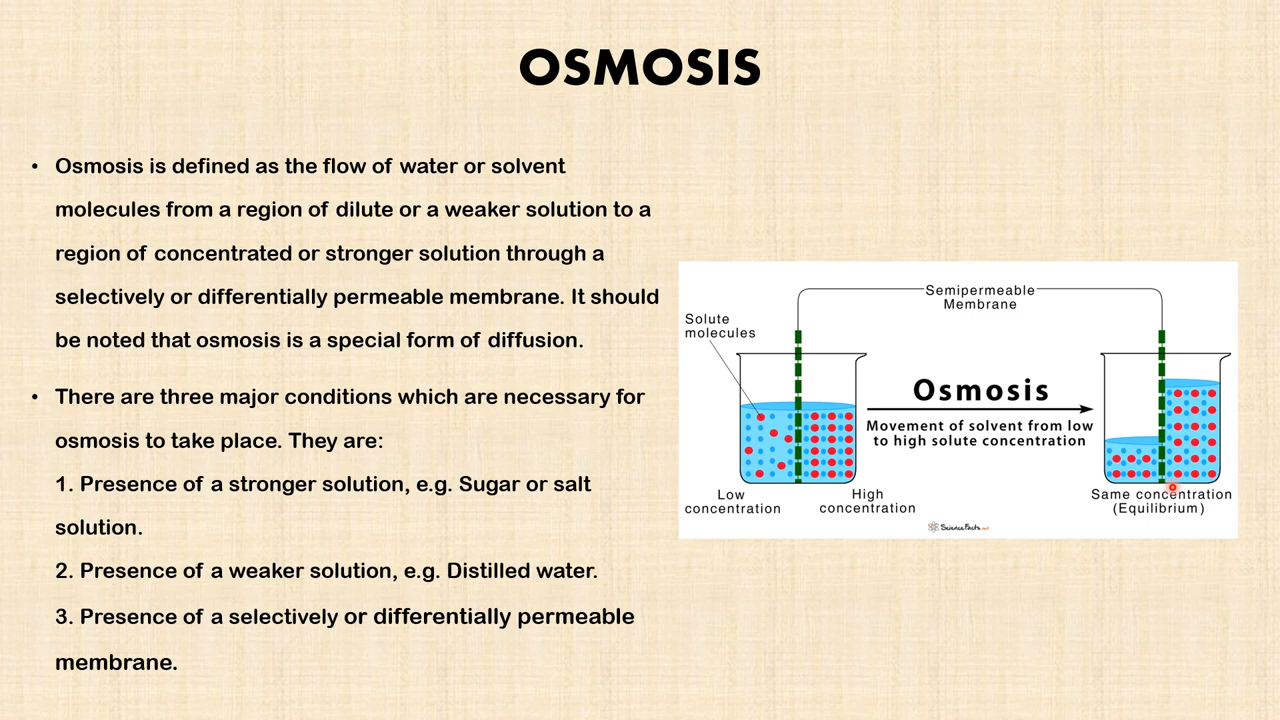 OSMOSIS
• Osmosis is defined as the flow of water or solvent
molecules from a region of dilute or a weaker solution to a
region of concentrated or stronger solution through a
selectively or differentially permeable membrane. It should
be noted that osmosis is a special form of diffusion.
• There are three major conditions which are necessary for
osmosis to take place. They are:
1. Presence of a stronger solution, e.g. Sugar or salt
solution.
2. Presence of a weaker solution, e.g. Distilled water.
3. Presence of a selectively or differentially permeable
membrane.
Semipermeable
Membrane
Solute
molecules
Osmosis
Movement of solvent from low
to high solute concentration
Low
concentration
High
concentration
Same concentration
(Equilibrium)
ScienceFacts.net